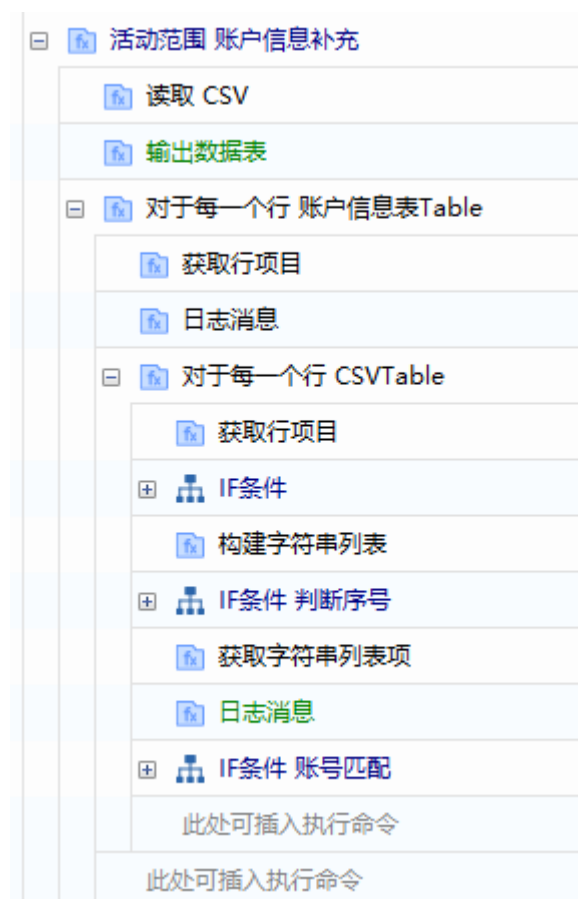 活动范围 账户信息补充
读取 CSV
输出数据表
对于每一个行 账户信息表Table
获取行项目
日志消息
对于每一个行 CSVTable
获取行项目
IF条件
构建字符串列表
IF条件 判断序号
获取字符串列表项
日志消息
IF条件 账号匹配
此处可插入执行命令
此处可插入执行命令